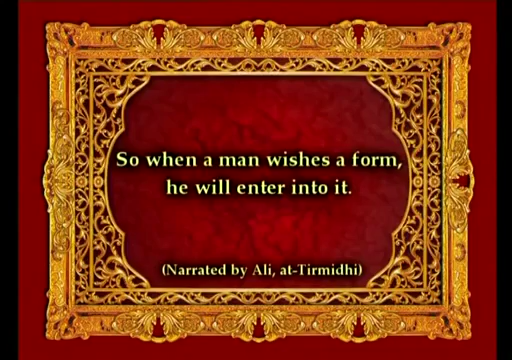 So when a man wishes a form,
he will enter into it.
(Narrated by Ali, at-Tirmidhi)